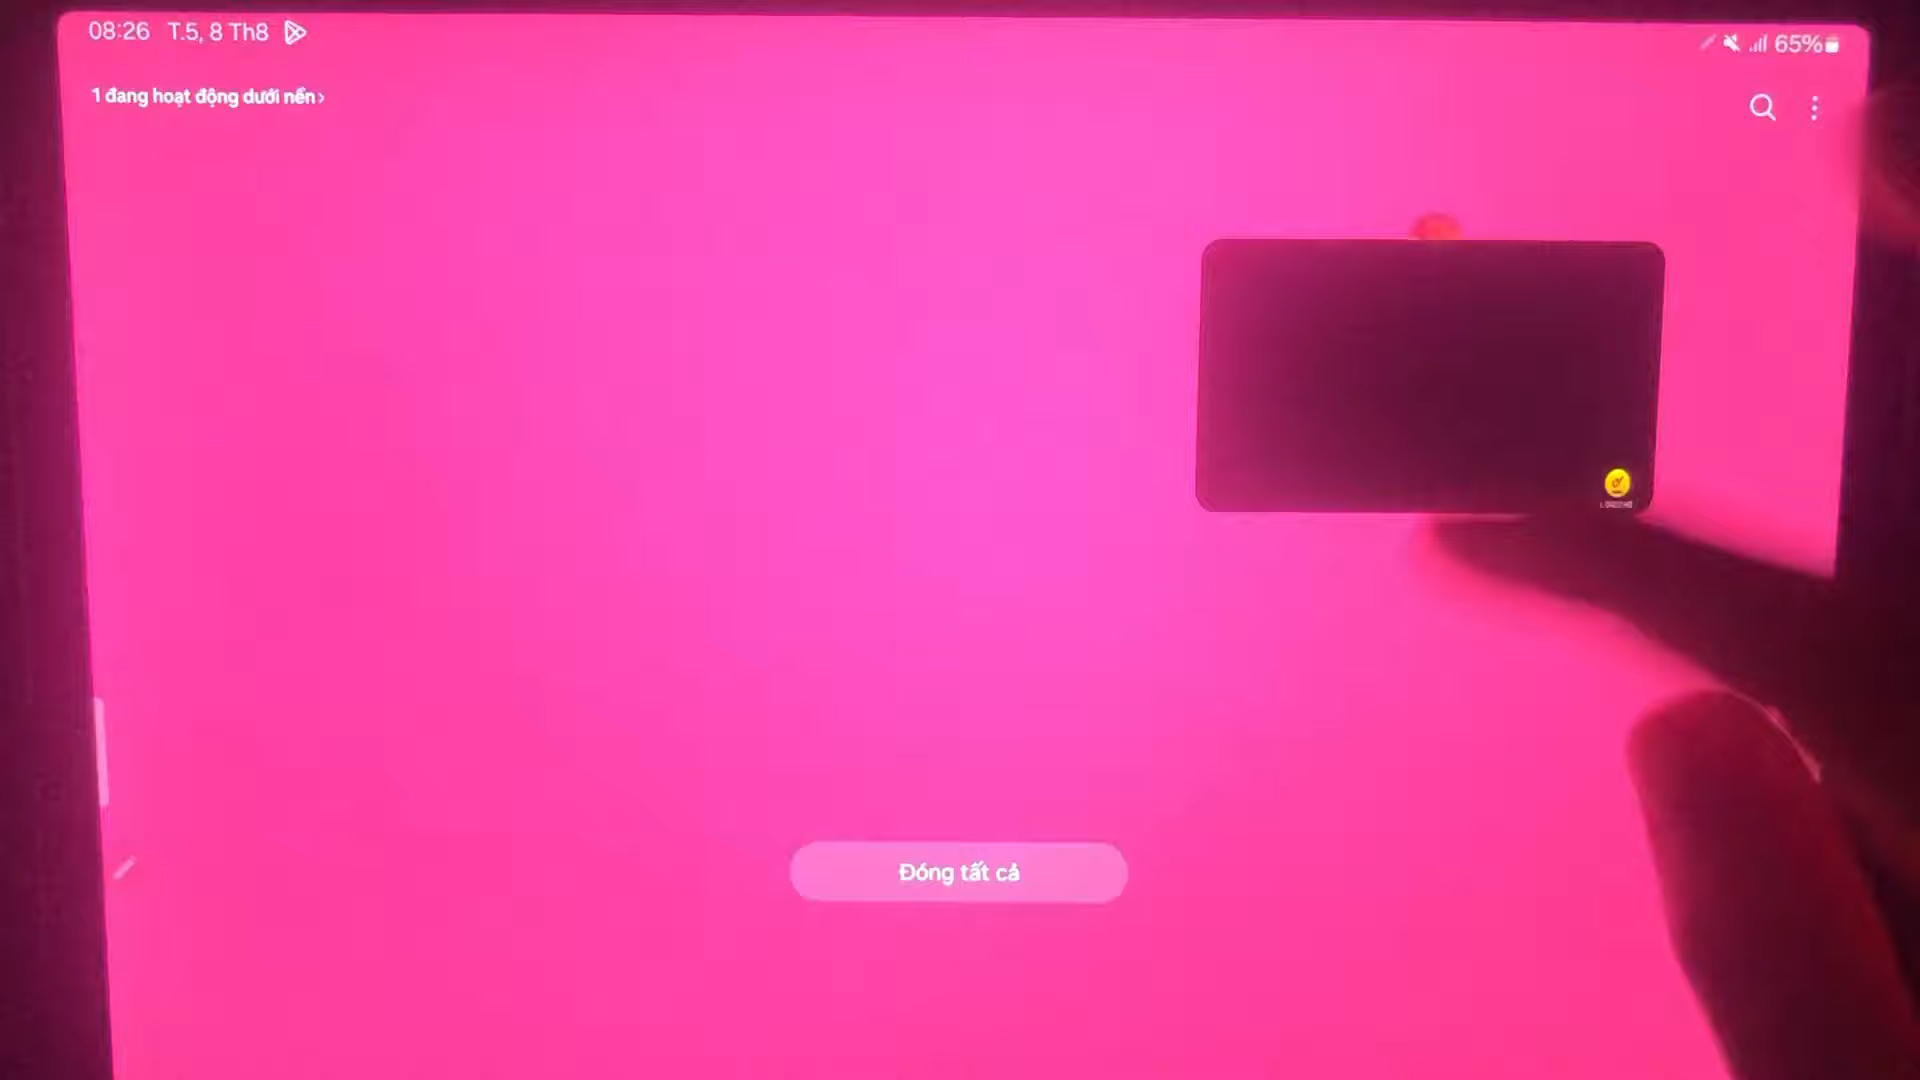 08:26 T.5, 8 Th8
65%
1 đang hoạt động dưới nền ›
Đóng tất cả